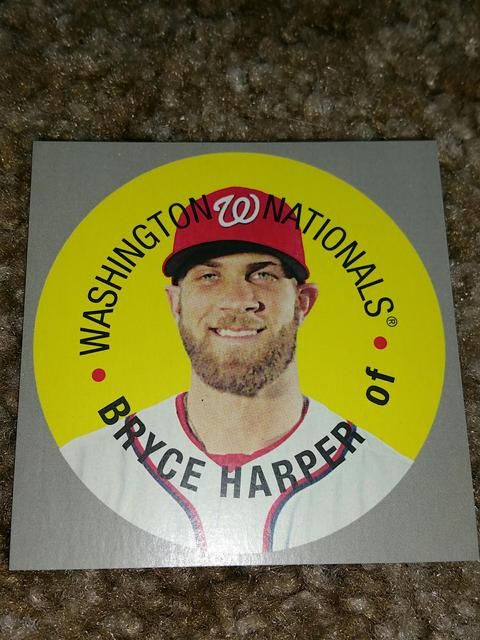 WASHINGTON W NATIONALS®
BRYCE HARPER of